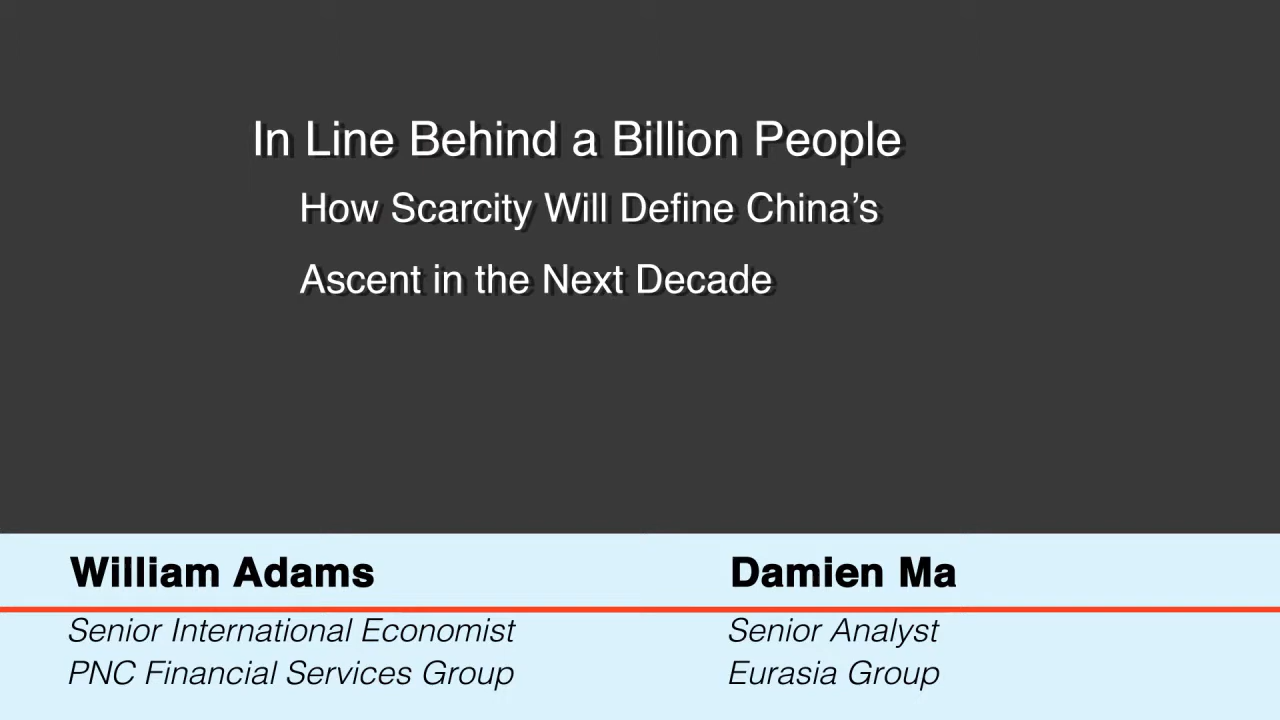 In Line Behind a Billion People
How Scarcity Will Define China’s
Ascent in the Next Decade
William Adams
Damien Ma
Senior International Economist
Senior Analyst
PNC Financial Services Group
Eurasia Group